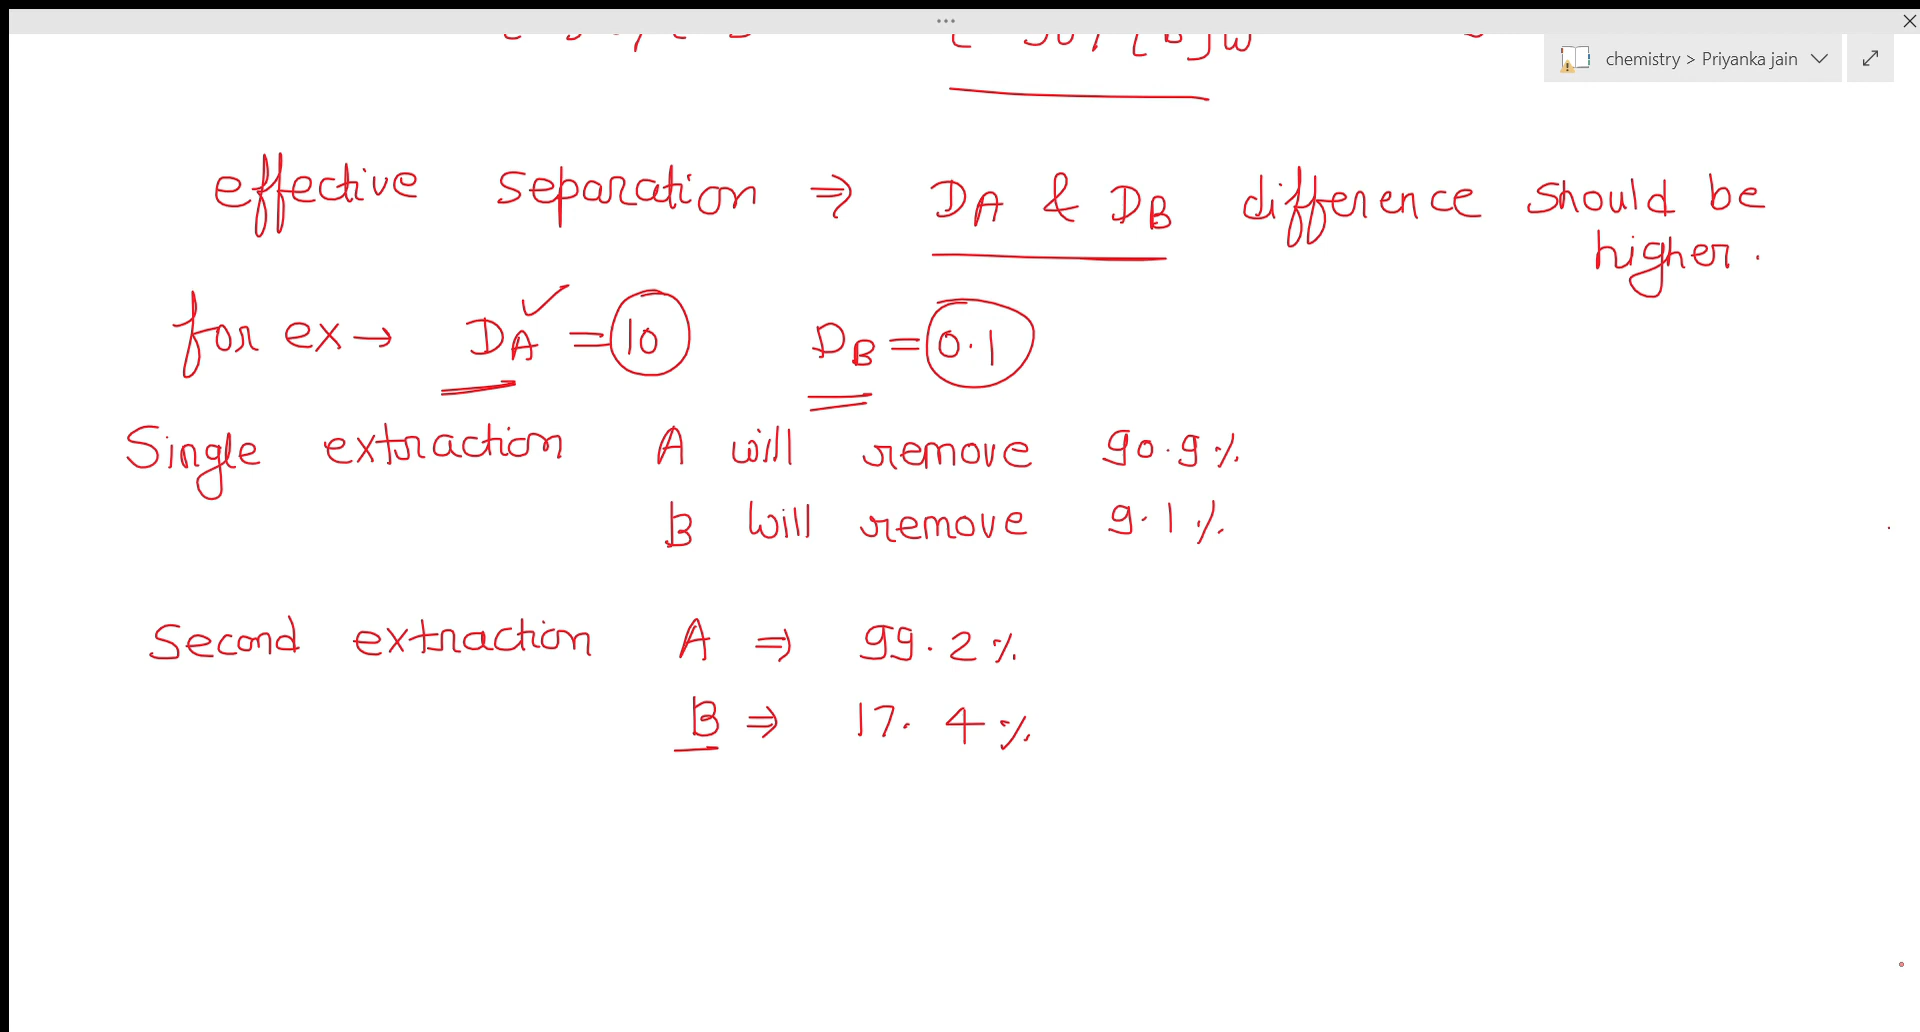 chemistry > Priyanka jain
effective separation ⇒ DA & DB difference should be
higher.
for ex → DA ✓ = 10 DB = 0.1
Single extraction A will remove 90.9%
B will remove 9.1%
Second extraction A ⇒ 99.2%
B ⇒ 17.4%